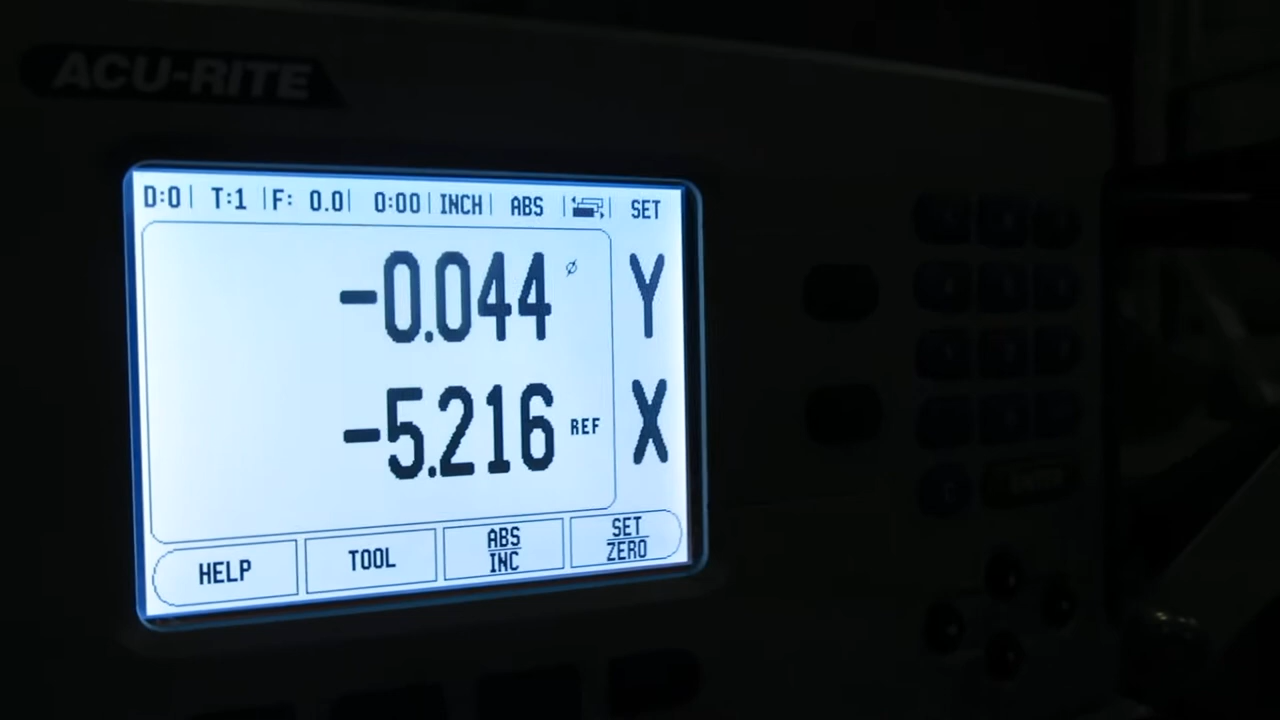 ACU-RITE
D:0 | T:1 | F: 0.0 | 0:00 | INCH | ABS | | SET
-0.044 ø Y
-5.216 REF X
HELP TOOL ABS/INC SET/ZERO